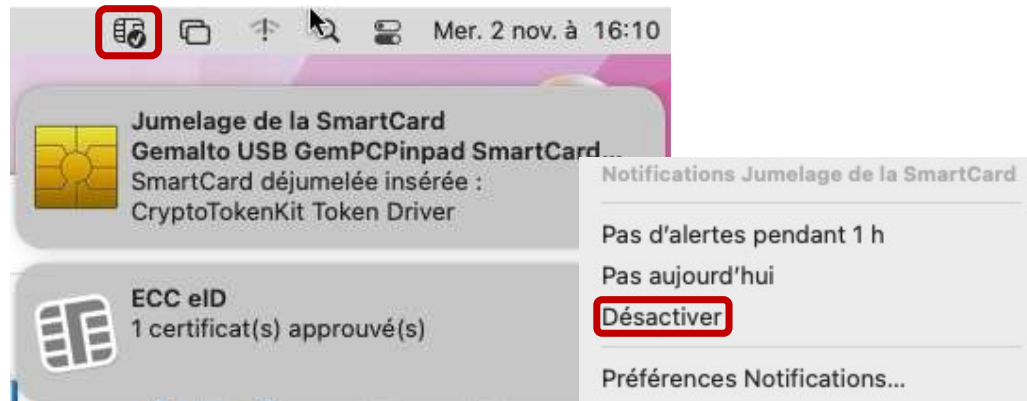 Mer. 2 nov. à 16:10
Jumelage de la SmartCard
Gemalto USB GemPCPinpad SmartCard...
SmartCard déjumelée insérée :
CryptoTokenKit Token Driver
ECC eID
1 certificat(s) approuvé(s)
Notifications Jumelage de la SmartCard
Pas d'alertes pendant 1 h
Pas aujourd'hui
Désactiver
Préférences Notifications...